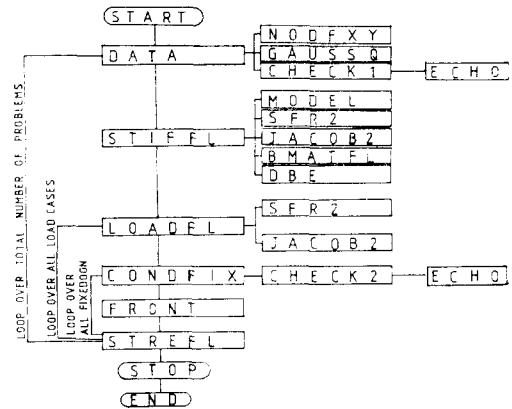 START
DATA
NODFXY
GAUSSQ
CHECK1
ECHO
STIFFL
MODEL
SFR2
JACOB2
BMATFL
DBE
LOADFL
SFR2
JACOB2
CONDFIX
CHECK2
ECHO
FRONT
STREFL
STOP
END
LOOP OVER TOTAL NUMBER OF PROBLEMS
LOOP OVER ALL LOAD CASES
LOOP OVER
ALL FIXEDOGN